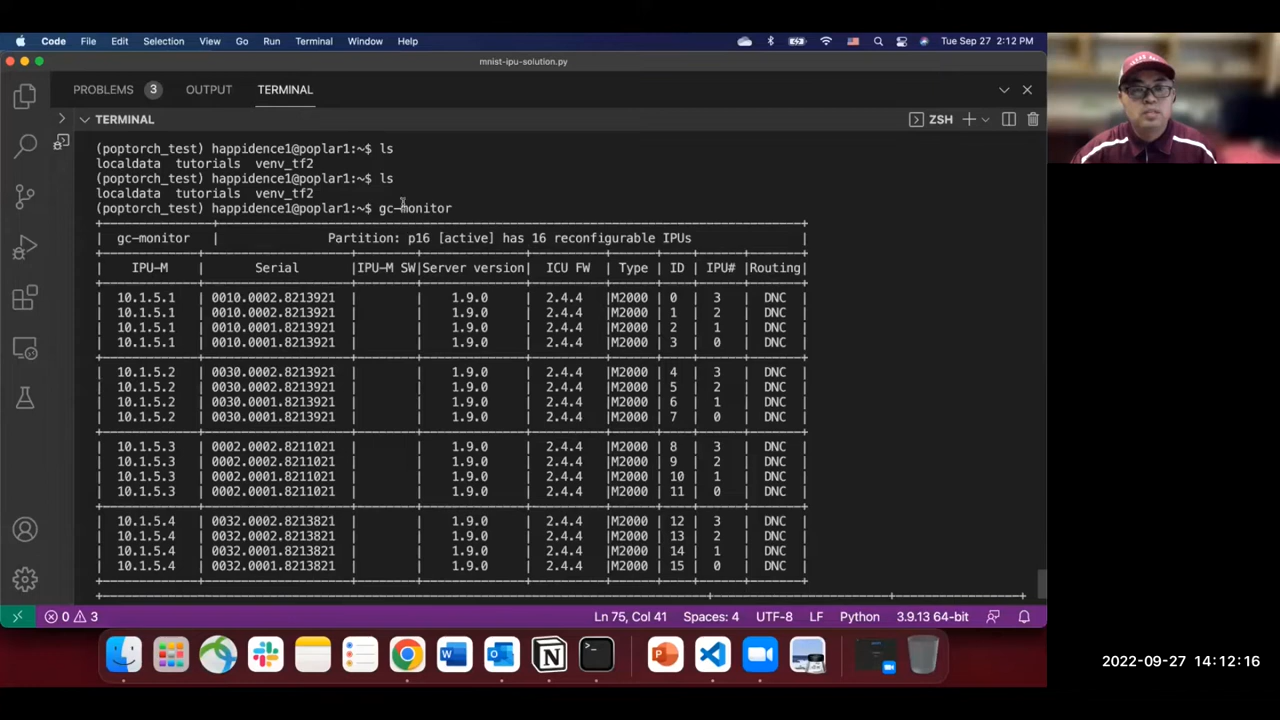 Code File Edit Selection View Go Run Terminal Window Help Tue Sep 27 2:12 PM
mnist-ipu-solution.py
PROBLEMS 3 OUTPUT TERMINAL
TERMINAL ZSH
(poptorch_test) happidence1@poplar1:~$ ls
localdata tutorials venv_tf2
(poptorch_test) happidence1@poplar1:~$ ls
localdata tutorials venv_tf2
(poptorch_test) happidence1@poplar1:~$ gc-monitor
| gc-monitor | Partition: p16 [active] has 16 reconfigurable IPUs |
| IPU-M | Serial |IPU-M SW|Server version| ICU FW | Type | ID | IPU# |Routing|
| 10.1.5.1 | 0010.0002.8213921 | | 1.9.0 | 2.4.4 |M2000 | 0 | 3 | DNC |
| 10.1.5.1 | 0010.0002.8213921 | | 1.9.0 | 2.4.4 |M2000 | 1 | 2 | DNC |
| 10.1.5.1 | 0010.0001.8213921 | | 1.9.0 | 2.4.4 |M2000 | 2 | 1 | DNC |
| 10.1.5.1 | 0010.0001.8213921 | | 1.9.0 | 2.4.4 |M2000 | 3 | 0 | DNC |
| 10.1.5.2 | 0030.0002.8213921 | | 1.9.0 | 2.4.4 |M2000 | 4 | 3 | DNC |
| 10.1.5.2 | 0030.0002.8213921 | | 1.9.0 | 2.4.4 |M2000 | 5 | 2 | DNC |
| 10.1.5.2 | 0030.0001.8213921 | | 1.9.0 | 2.4.4 |M2000 | 6 | 1 | DNC |
| 10.1.5.2 | 0030.0001.8213921 | | 1.9.0 | 2.4.4 |M2000 | 7 | 0 | DNC |
| 10.1.5.3 | 0002.0002.8211021 | | 1.9.0 | 2.4.4 |M2000 | 8 | 3 | DNC |
| 10.1.5.3 | 0002.0002.8211021 | | 1.9.0 | 2.4.4 |M2000 | 9 | 2 | DNC |
| 10.1.5.3 | 0002.0001.8211021 | | 1.9.0 | 2.4.4 |M2000 | 10 | 1 | DNC |
| 10.1.5.3 | 0002.0001.8211021 | | 1.9.0 | 2.4.4 |M2000 | 11 | 0 | DNC |
| 10.1.5.4 | 0032.0002.8213821 | | 1.9.0 | 2.4.4 |M2000 | 12 | 3 | DNC |
| 10.1.5.4 | 0032.0002.8213821 | | 1.9.0 | 2.4.4 |M2000 | 13 | 2 | DNC |
| 10.1.5.4 | 0032.0001.8213821 | | 1.9.0 | 2.4.4 |M2000 | 14 | 1 | DNC |
| 10.1.5.4 | 0032.0001.8213821 | | 1.9.0 | 2.4.4 |M2000 | 15 | 0 | DNC |
0 3 Ln 75, Col 41 Spaces: 4 UTF-8 LF Python 3.9.13 64-bit
2022-09-27 14:12:16